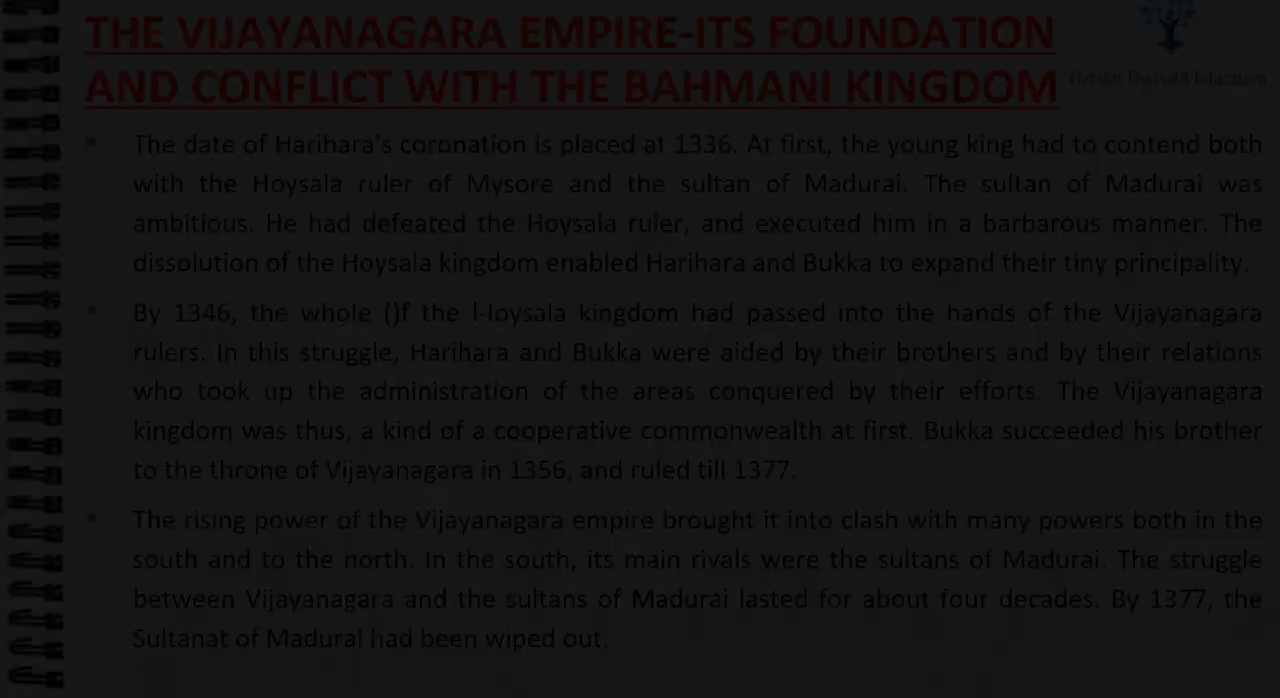 THE VIJAYANAGARA EMPIRE-ITS FOUNDATION
AND CONFLICT WITH THE BAHMANI KINGDOM
The date of Harihara's coronation is placed at 1336. At first, the young king had to contend both
with the Hoysala ruler of Mysore and the sultan of Madurai. The sultan of Madurai was
ambitious. He had defeated the Hoysala ruler, and executed him in a barbarous manner. The
dissolution of the Hoysala kingdom enabled Harihara and Bukka to expand their tiny principality.
By 1346, the whole ()f the l-loysala kingdom had passed into the hands of the Vijayanagara
rulers. In this struggle, Harihara and Bukka were aided by their brothers and by their relations
who took up the administration of the areas conquered by their efforts. The Vijayanagara
kingdom was thus, a kind of a cooperative commonwealth at first. Bukka succeeded his brother
to the throne of Vijayanagara in 1356, and ruled till 1377.
The rising power of the Vijayanagara empire brought it into clash with many powers both in the
south and to the north. In the south, its main rivals were the sultans of Madurai. The struggle
between Vijayanagara and the sultans of Madurai lasted for about four decades. By 1377, the
Sultanat of Madural had been wiped out.